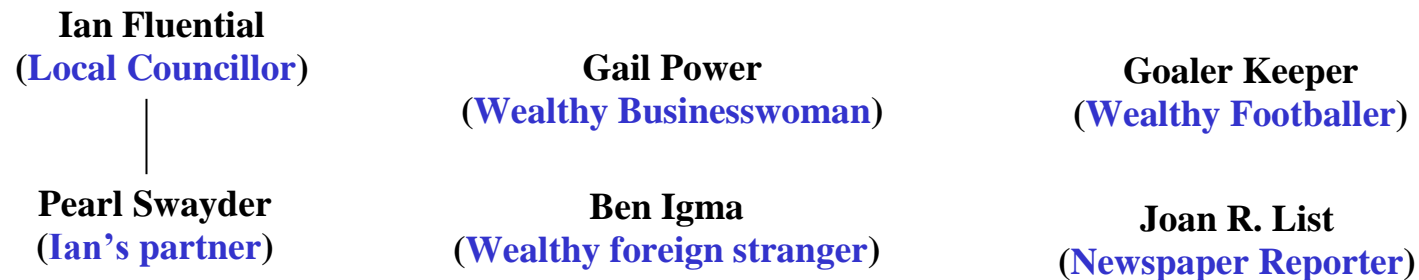 Ian Fluential
(Local Councillor)
Gail Power
(Wealthy Businesswoman)
Goaler Keeper
(Wealthy Footballer)
Pearl Swayder
(Ian’s partner)
Ben Igma
(Wealthy foreign stranger)
Joan R. List
(Newspaper Reporter)